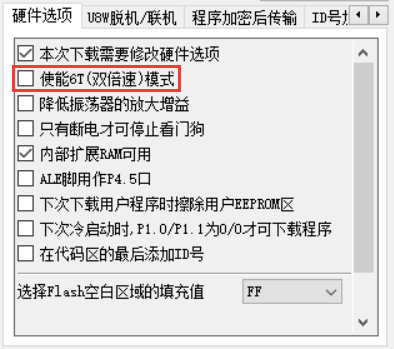 硬件选项 U8W脱机/联机 程序加密后传输 ID号
本次下载需要修改硬件选项
使能6T(双倍速)模式
降低振荡器的放大增益
只有断电才可停止看门狗
内部扩展RAM可用
ALE脚用作P4.5口
下次下载用户程序时擦除用户EEPROM区
下次冷启动时,P1.0/P1.1为0/0才可下载程序
在代码区的最后添加ID号
选择Flash空白区域的填充值 FF